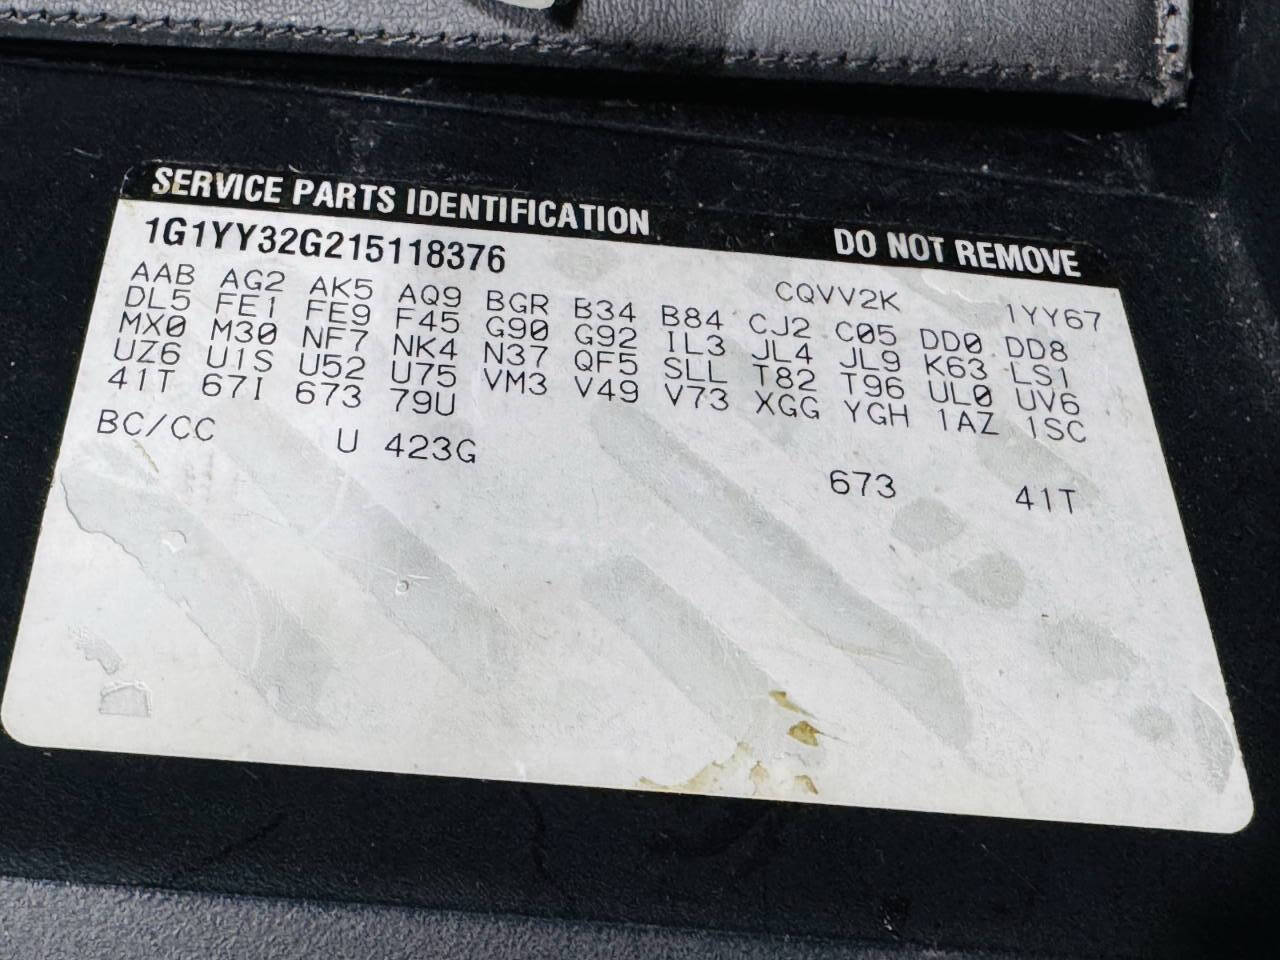 SERVICE PARTS IDENTIFICATION DO NOT REMOVE
1G1YY32G215118376 CQVV2K 1YY67
AAB AG2 AK5 AQ9 BGR B34 B84 CJ2 C05 DD0 DD8
DL5 FE1 FE9 F45 G90 G92 IL3 JL4 JL9 K63 LS1
MX0 M30 NF7 NK4 N37 QF5 SLL T82 T96 UL0 UV6
UZ6 U1S U52 U75 VM3 V49 V73 XGG YGH 1AZ 1SC
41T 67I 673 79U
BC/CC U 423G 673 41T